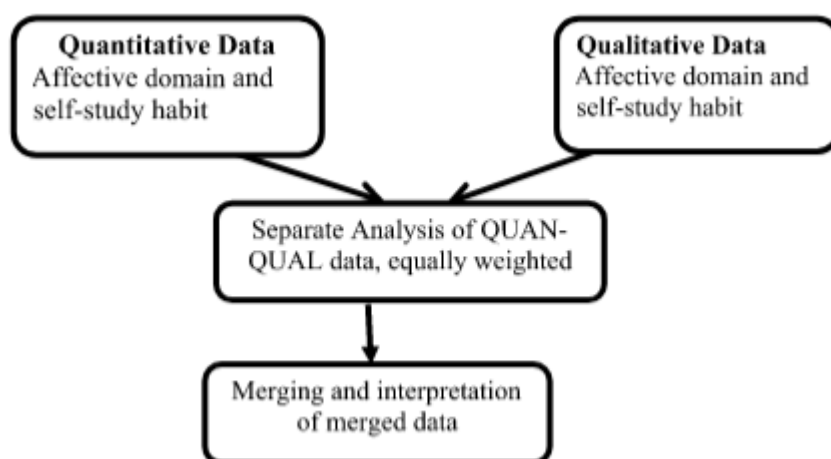 Quantitative Data
Affective domain and
self-study habit
Qualitative Data
Affective domain and
self-study habit
Separate Analysis of QUAN-
QUAL data, equally weighted
Merging and interpretation
of merged data